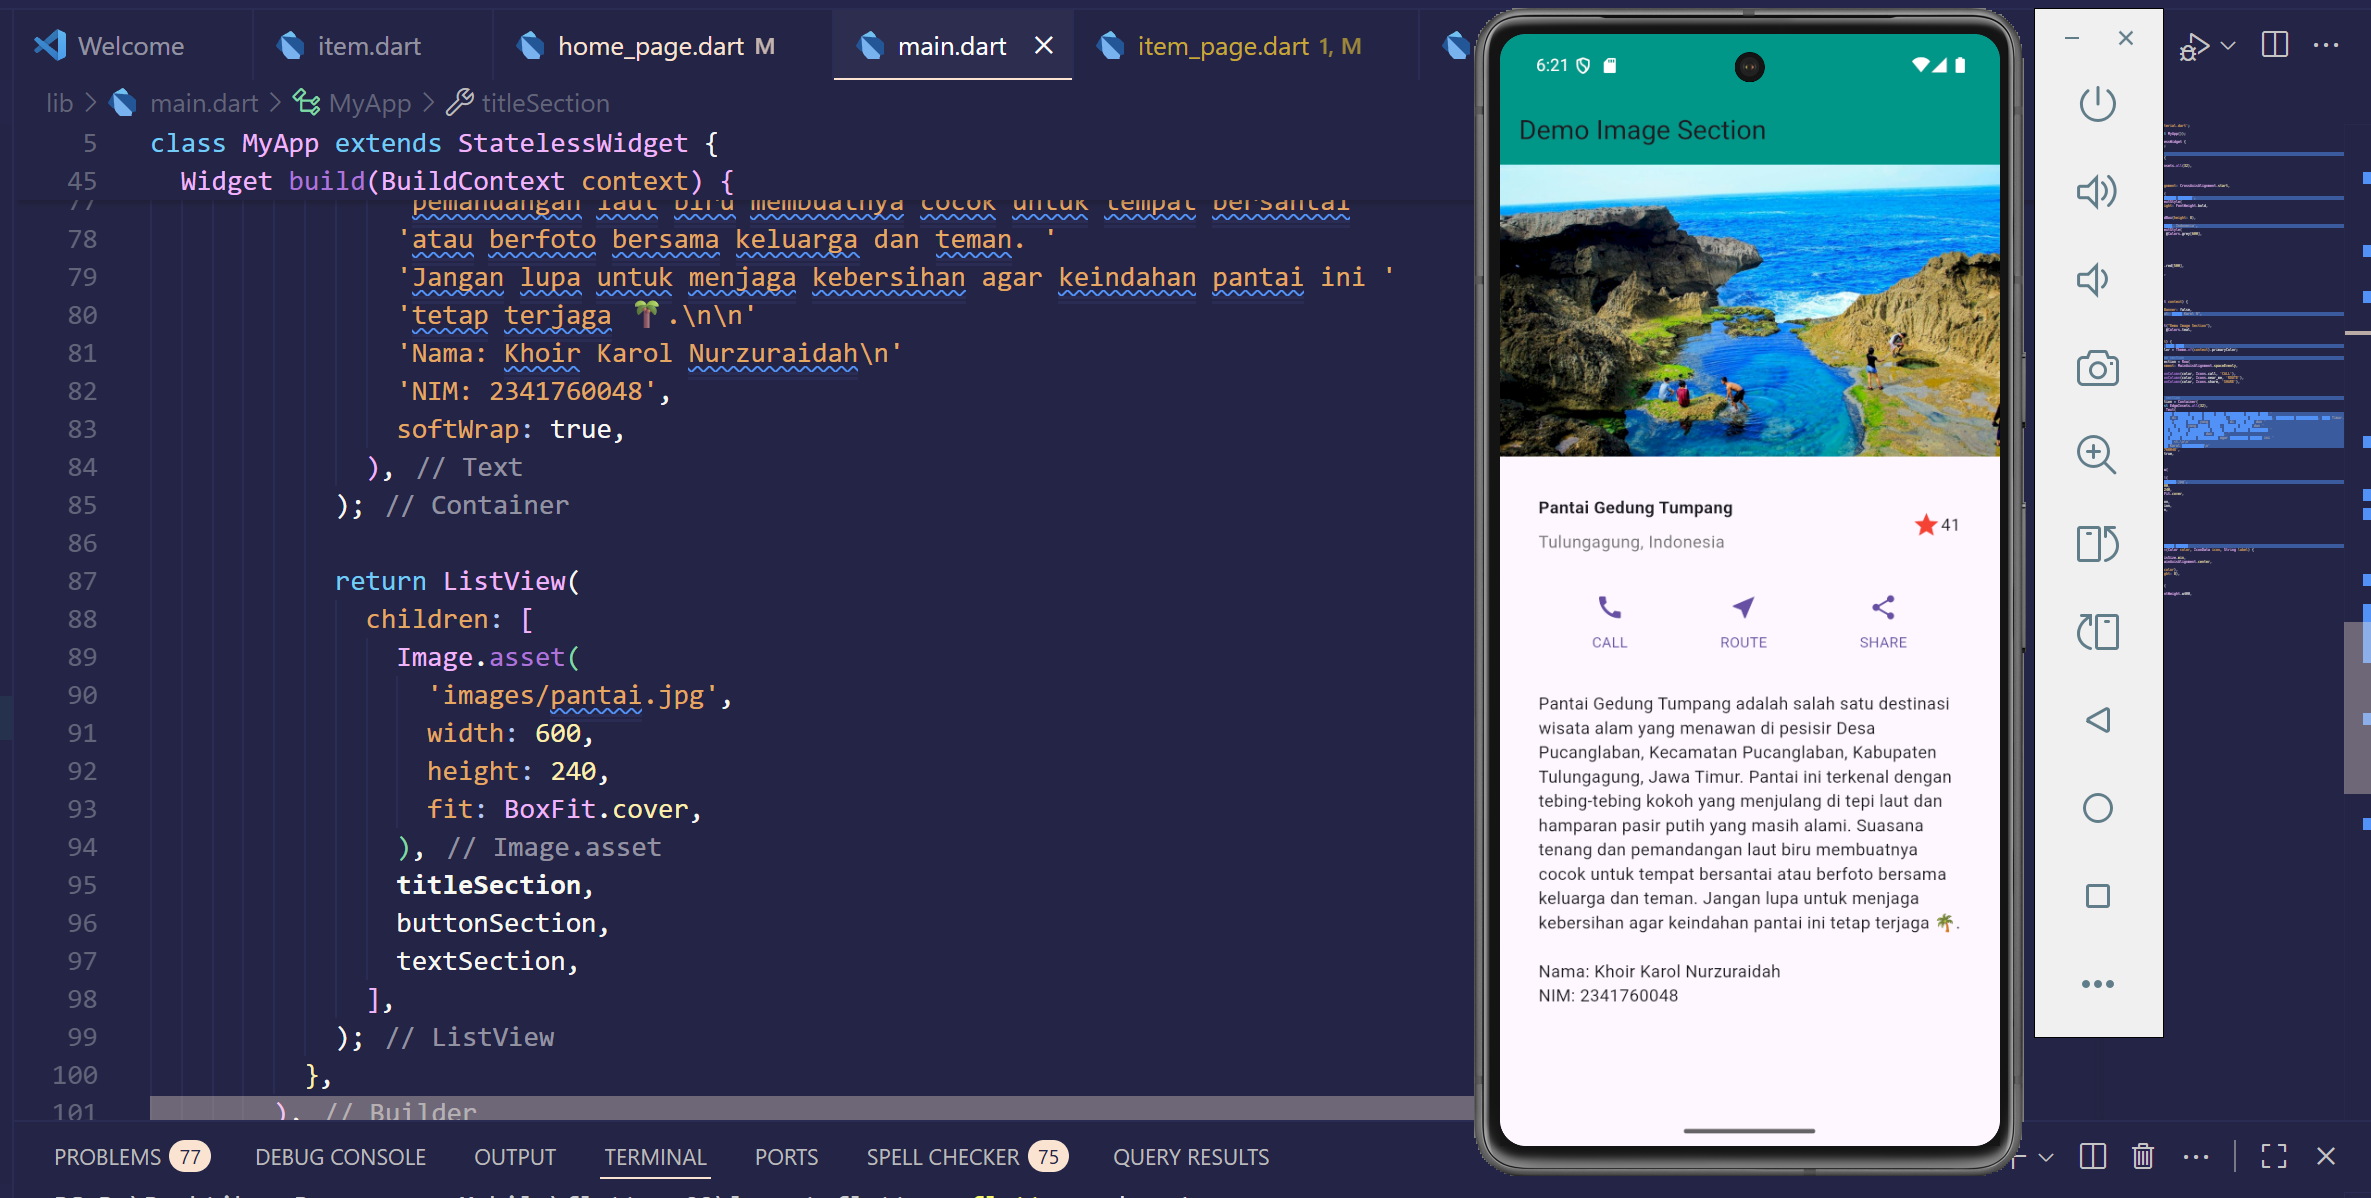 Welcome
item.dart
home_page.dart M
main.dart
item_page.dart 1, M
lib > main.dart > MyApp > titleSection
5 class MyApp extends StatelessWidget {
45 Widget build(BuildContext context) {
77 pemandangan laut biru membuatnya cocok untuk tempat bersantai
78 'atau berfoto bersama keluarga dan teman. '
79 'Jangan lupa untuk menjaga kebersihan agar keindahan pantai ini '
80 'tetap terjaga 🌴.\n\n'
81 'Nama: Khoir Karol Nurzuraidah\n'
82 'NIM: 2341760048',
83 softWrap: true,
84 ), // Text
85 ); // Container
86
87 return ListView(
88 children: [
89 Image.asset(
90 'images/pantai.jpg',
91 width: 600,
92 height: 240,
93 fit: BoxFit.cover,
94 ), // Image.asset
95 titleSection,
96 buttonSection,
97 textSection,
98 ],
99 ); // ListView
100 },
101 ), // Builder
PROBLEMS 77
DEBUG CONSOLE
OUTPUT
TERMINAL
PORTS
SPELL CHECKER 75
QUERY RESULTS
6:21
Demo Image Section
Pantai Gedung Tumpang
Tulungagung, Indonesia
41
CALL
ROUTE
SHARE
Pantai Gedung Tumpang adalah salah satu destinasi
wisata alam yang menawan di pesisir Desa
Pucanglaban, Kecamatan Pucanglaban, Kabupaten
Tulungagung, Jawa Timur. Pantai ini terkenal dengan
tebing-tebing kokoh yang menjulang di tepi laut dan
hamparan pasir putih yang masih alami. Suasana
tenang dan pemandangan laut biru membuatnya
cocok untuk tempat bersantai atau berfoto bersama
keluarga dan teman. Jangan lupa untuk menjaga
kebersihan agar keindahan pantai ini tetap terjaga 🌴.
Nama: Khoir Karol Nurzuraidah
NIM: 2341760048